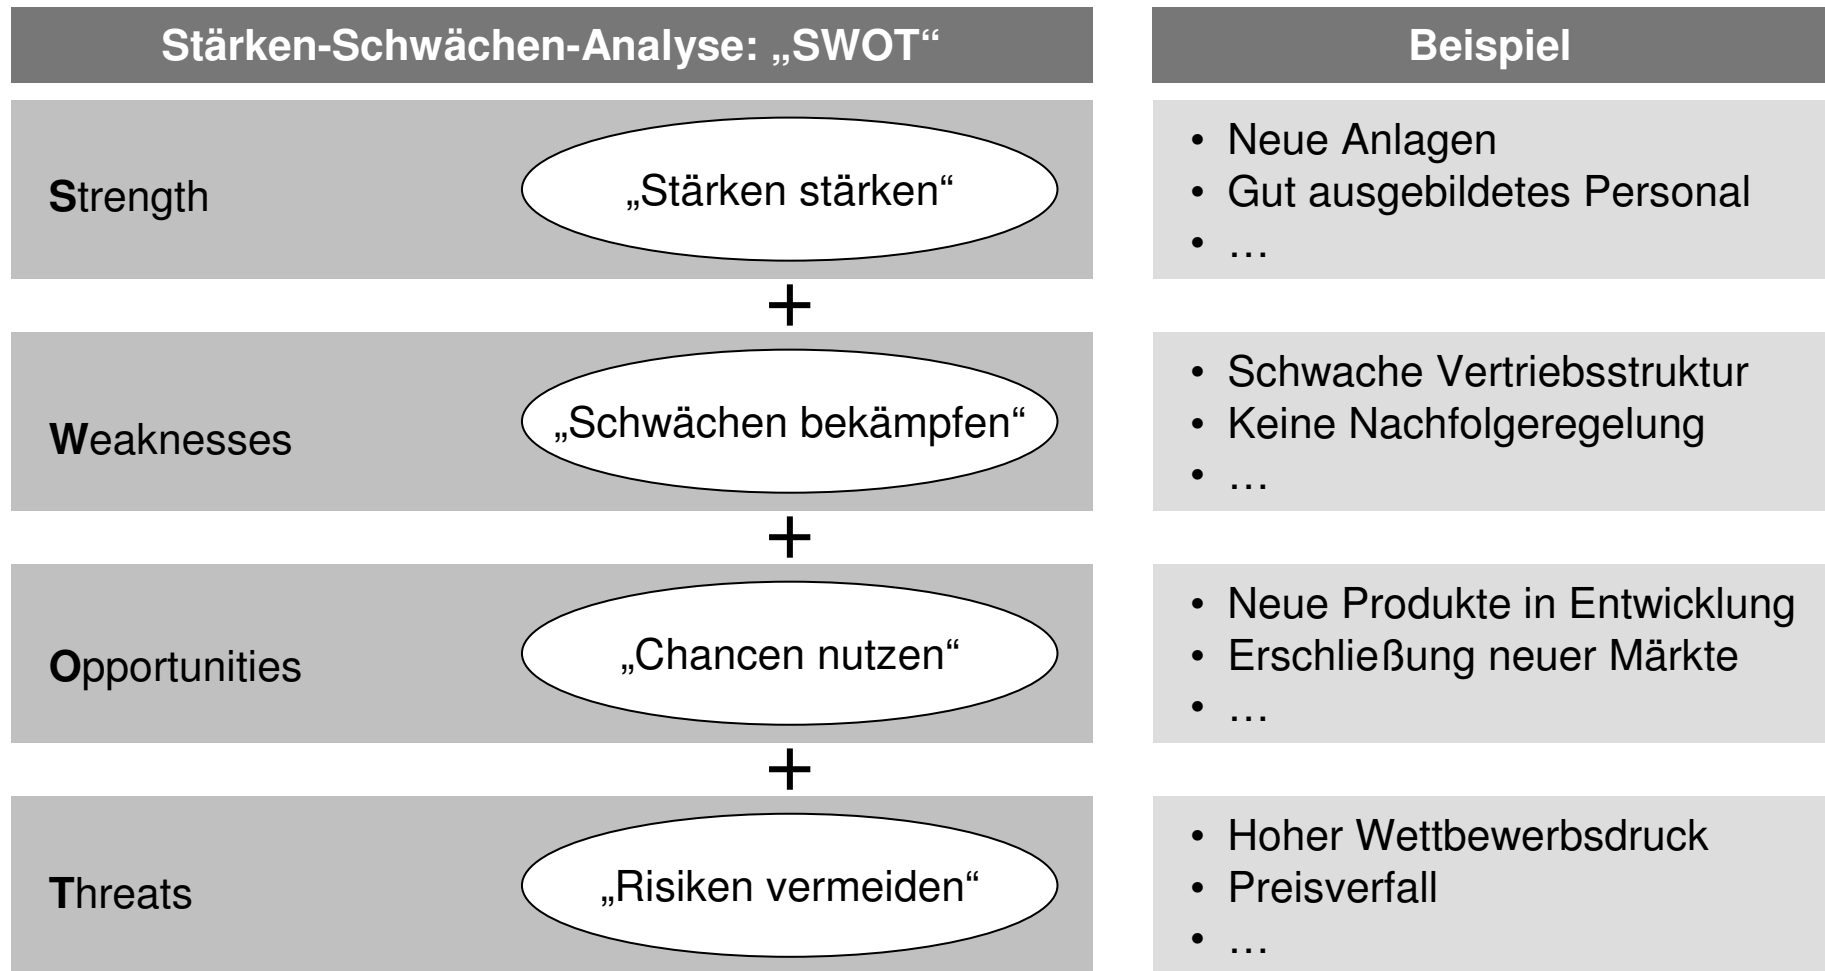 Stärken-Schwächen-Analyse: „SWOT“
Beispiel
Strength
„Stärken stärken“
• Neue Anlagen
• Gut ausgebildetes Personal
• …
+
Weaknesses
„Schwächen bekämpfen“
• Schwache Vertriebsstruktur
• Keine Nachfolgeregelung
• …
+
Opportunities
„Chancen nutzen“
• Neue Produkte in Entwicklung
• Erschließung neuer Märkte
• …
+
Threats
„Risiken vermeiden“
• Hoher Wettbewerbsdruck
• Preisverfall
• …